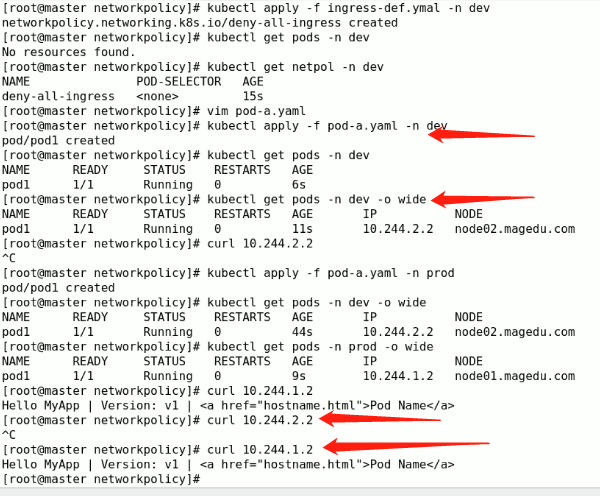 [root@master networkpolicy]# kubectl apply -f ingress-def.ymal -n dev
networkpolicy.networking.k8s.io/deny-all-ingress created
[root@master networkpolicy]# kubectl get pods -n dev
No resources found.
[root@master networkpolicy]# kubectl get netpol -n dev
NAME POD-SELECTOR AGE
deny-all-ingress <none> 15s
[root@master networkpolicy]# vim pod-a.yaml
[root@master networkpolicy]# kubectl apply -f pod-a.yaml -n dev
pod/pod1 created
[root@master networkpolicy]# kubectl get pods -n dev
NAME READY STATUS RESTARTS AGE
pod1 1/1 Running 0 6s
[root@master networkpolicy]# kubectl get pods -n dev -o wide
NAME READY STATUS RESTARTS AGE IP NODE
pod1 1/1 Running 0 11s 10.244.2.2 node02.magedu.com
[root@master networkpolicy]# curl 10.244.2.2
^C
[root@master networkpolicy]# kubectl apply -f pod-a.yaml -n prod
pod/pod1 created
[root@master networkpolicy]# kubectl get pods -n dev -o wide
NAME READY STATUS RESTARTS AGE IP NODE
pod1 1/1 Running 0 44s 10.244.2.2 node02.magedu.com
[root@master networkpolicy]# kubectl get pods -n prod -o wide
NAME READY STATUS RESTARTS AGE IP NODE
pod1 1/1 Running 0 9s 10.244.1.2 node01.magedu.com
[root@master networkpolicy]# curl 10.244.1.2
Hello MyApp | Version: v1 | <a href="hostname.html">Pod Name</a>
[root@master networkpolicy]# curl 10.244.2.2
^C
[root@master networkpolicy]# curl 10.244.1.2
Hello MyApp | Version: v1 | <a href="hostname.html">Pod Name</a>
[root@master networkpolicy]#